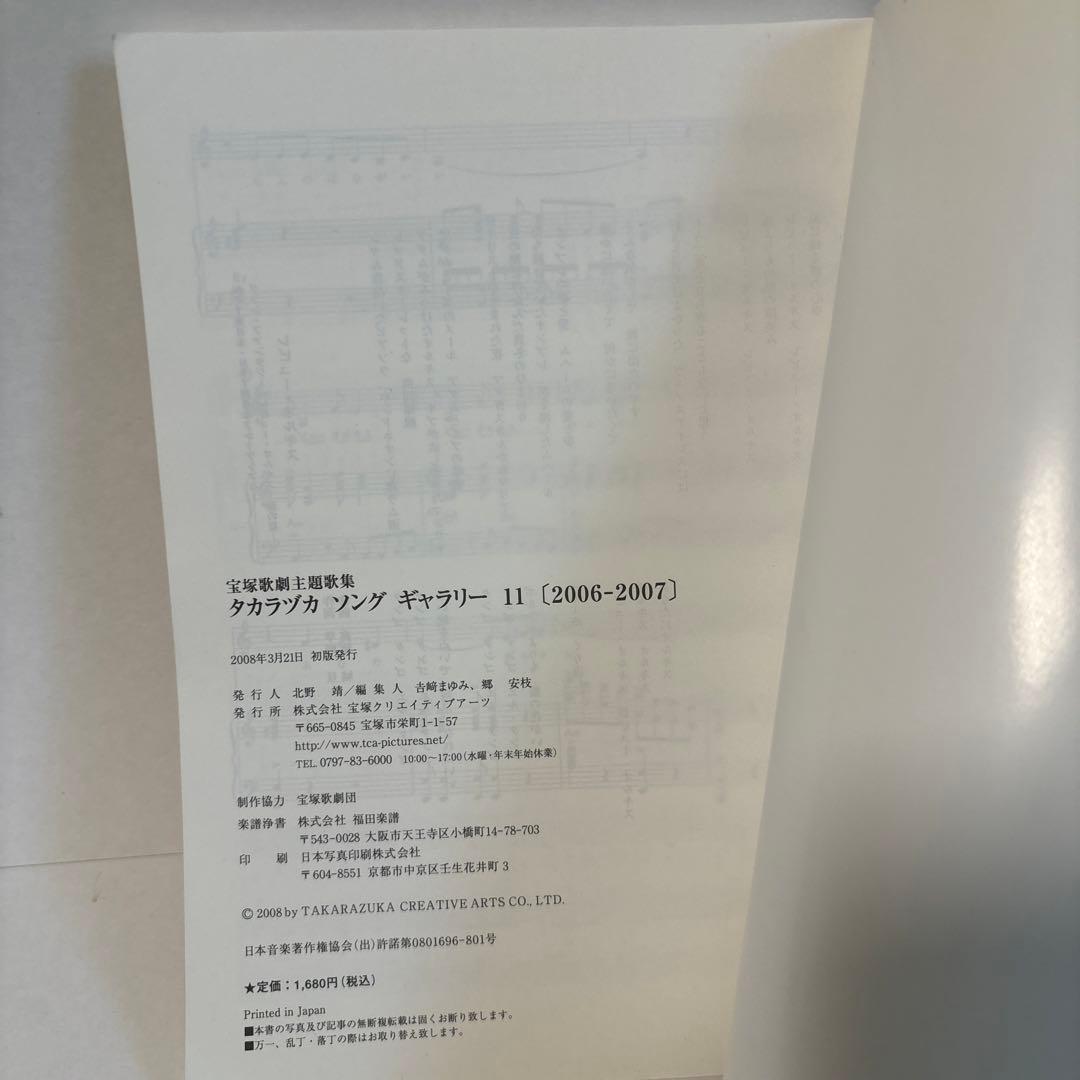 宝塚歌劇主題歌集
タカラヅカ ソング ギャラリー 11〔2006-2007〕
2008年3月21日 初版発行
発行人 北野 靖/編集人 𠮷﨑まゆみ、郷 安枝
発行所 株式会社 宝塚クリエイティブアーツ
〒665-0845 宝塚市栄町1-1-57
http://www.tca-pictures.net/
TEL. 0797-83-6000 10:00〜17:00(水曜・年末年始休業)
制作協力 宝塚歌劇団
楽譜浄書 株式会社 福田楽譜
〒543-0028 大阪市天王寺区小橋町14-78-703
印刷 日本写真印刷株式会社
〒604-8551 京都市中京区壬生花井町3
© 2008 by TAKARAZUKA CREATIVE ARTS CO., LTD.
日本音楽著作権協会(出)許諾第0801696-801号
★定価:1,680円(税込)
Printed in Japan
■本書の写真及び記事の無断複転載は固くお断り致します。
■万一、乱丁・落丁の際はお取り替え致します。